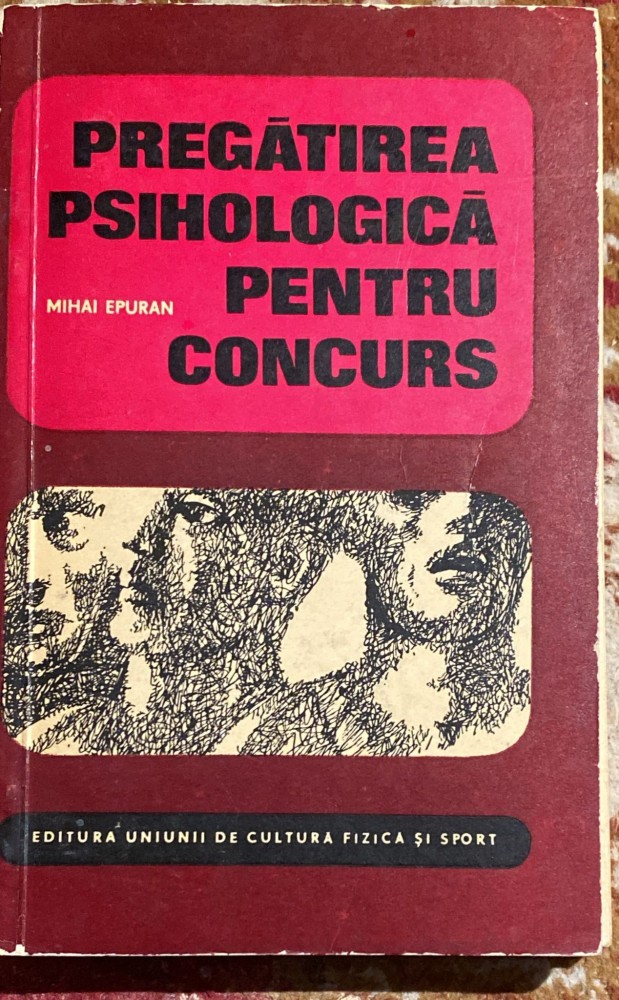 PREGĂTIREA
PSIHOLOGICĂ
MIHAI EPURAN PENTRU
CONCURS
EDITURA UNIUNII DE CULTURĂ FIZICĂ ȘI SPORT